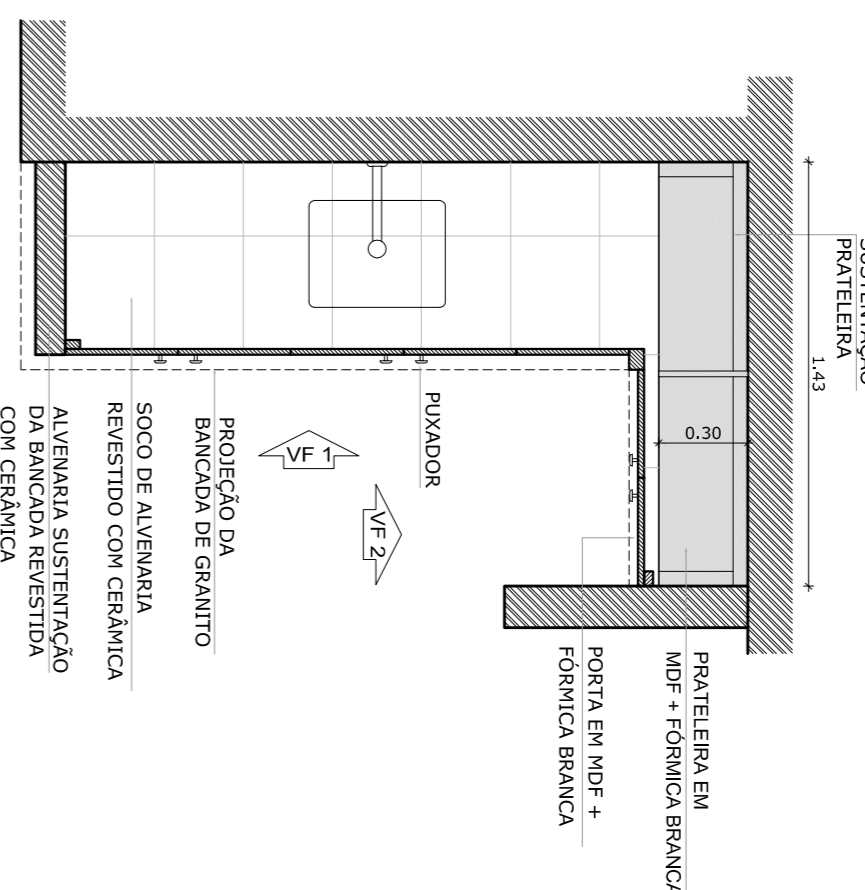 SUSTENTAÇÃO
PRATELEIRA
1.43
0.30
PRATELEIRA EM
MDF + FÓRMICA BRANCA
PORTA EM MDF +
FÓRMICA BRANCA
PUXADOR
VF 1
VF 2
PROJEÇÃO DA
BANCADA DE GRANITO
SOCO DE ALVENARIA
REVESTIDO COM CERÂMICA
ALVENARIA SUSTENTAÇÃO
DA BANCADA REVESTIDA
COM CERÂMICA